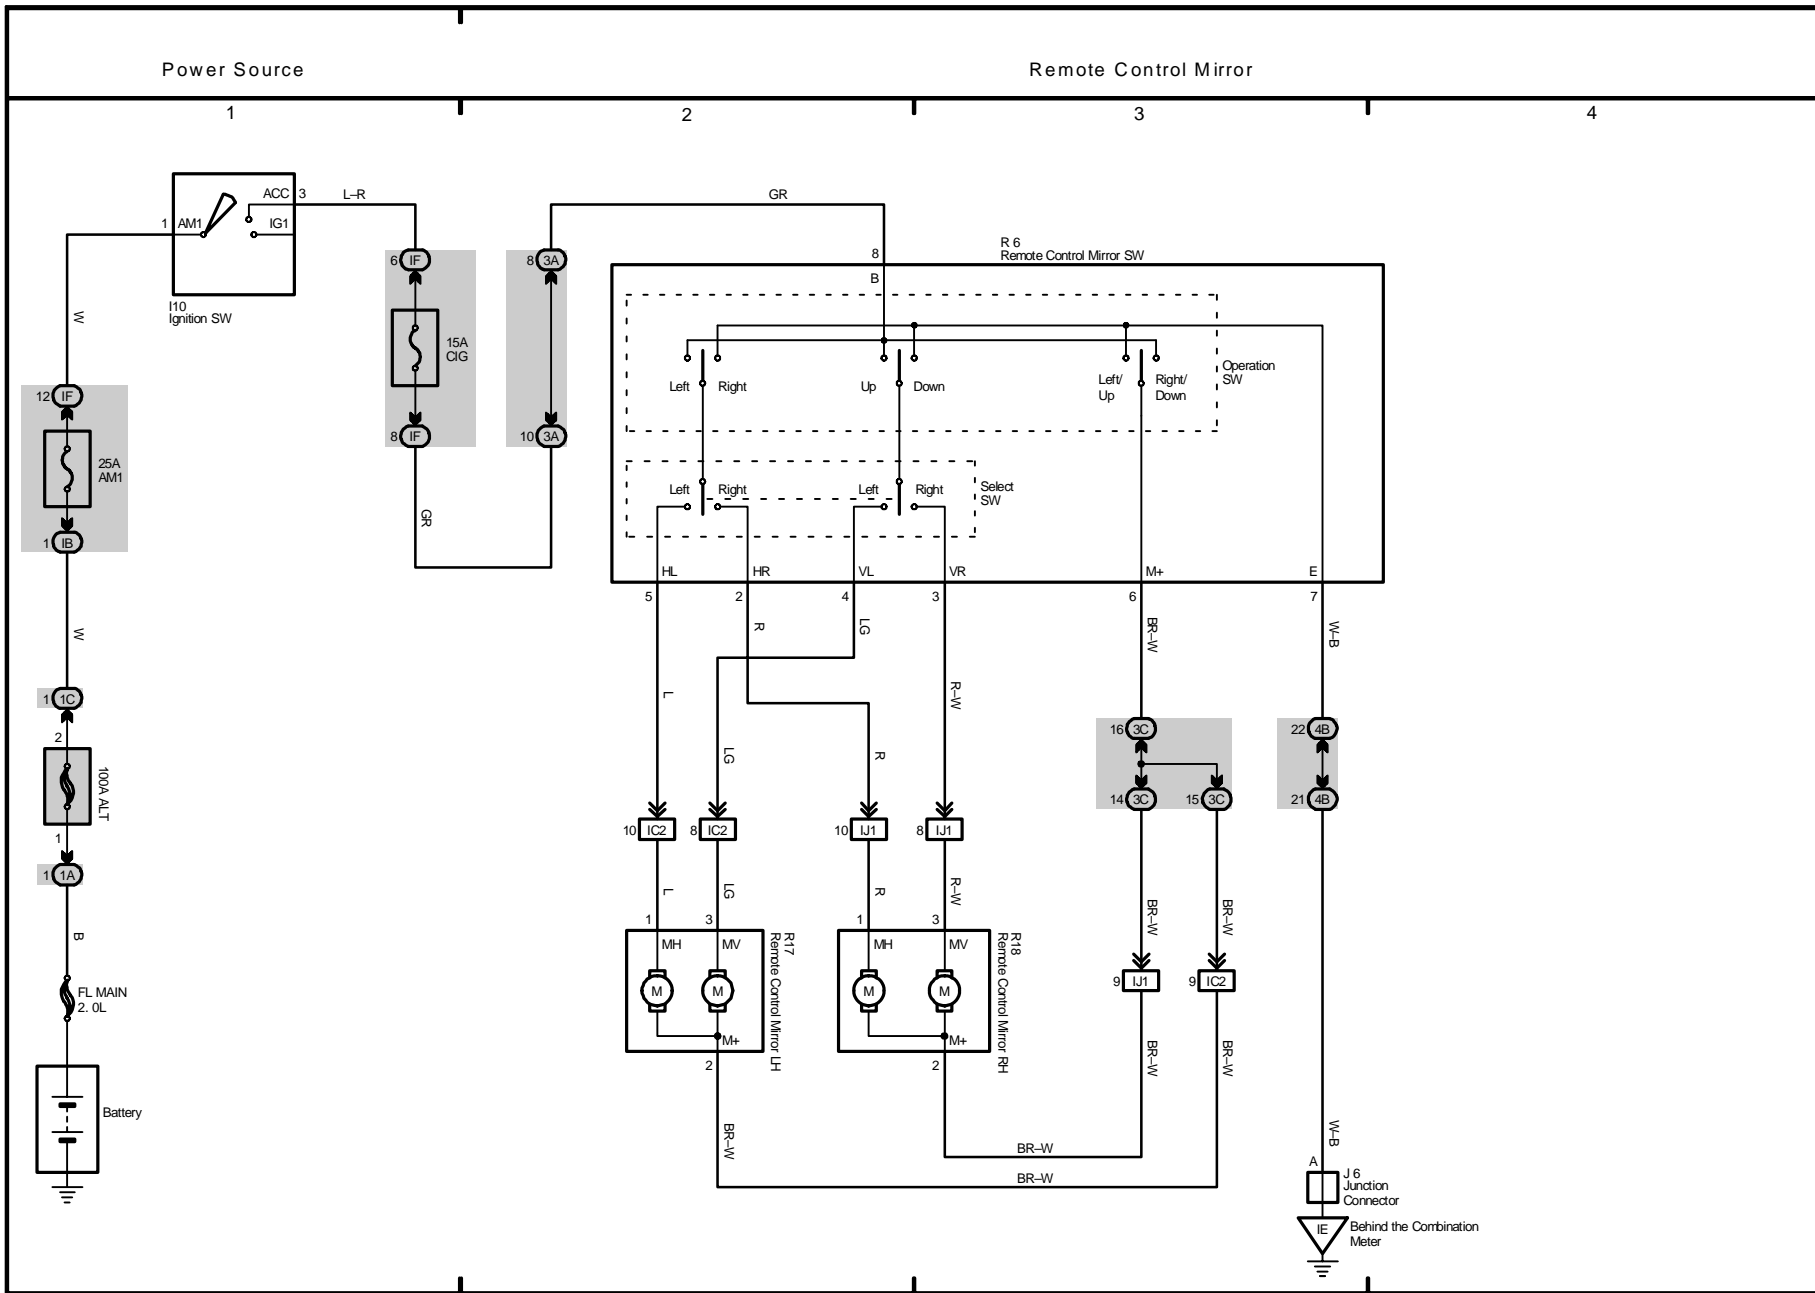 Power Source
Remote Control Mirror
1
2
3
4
ACC 3
L–R
1 AM1
IG1
I10
Ignition SW
W
12 IF
25A
AM1
1 IB
W
1 1C
2
100A ALT
1
1 1A
B
FL MAIN
2. 0L
Battery
6 IF
15A
CIG
8 IF
GR
8 3A
10 3A
GR
8
B
R 6
Remote Control Mirror SW
Left
Right
Up
Down
Left/
Up
Right/
Down
Operation
SW
Left
Right
Left
Right
Select
SW
HL
HR
VL
VR
M+
E
5
2
4
3
6
7
R
LG
BR–W
W–B
L
LG
R
R–W
16 3C
14 3C
15 3C
22 4B
21 4B
10 IC2
8 IC2
10 IJ1
8 IJ1
L
LG
R
R–W
BR–W
BR–W
1
3
1
3
MH
MV
MH
MV
M
M
M
M
M+
M+
2
2
R17
Remote Control Mirror LH
R18
Remote Control Mirror RH
9 IJ1
9 IC2
BR–W
BR–W
BR–W
BR–W
BR–W
W–B
A
J 6
Junction
Connector
IE
Behind the Combination
Meter